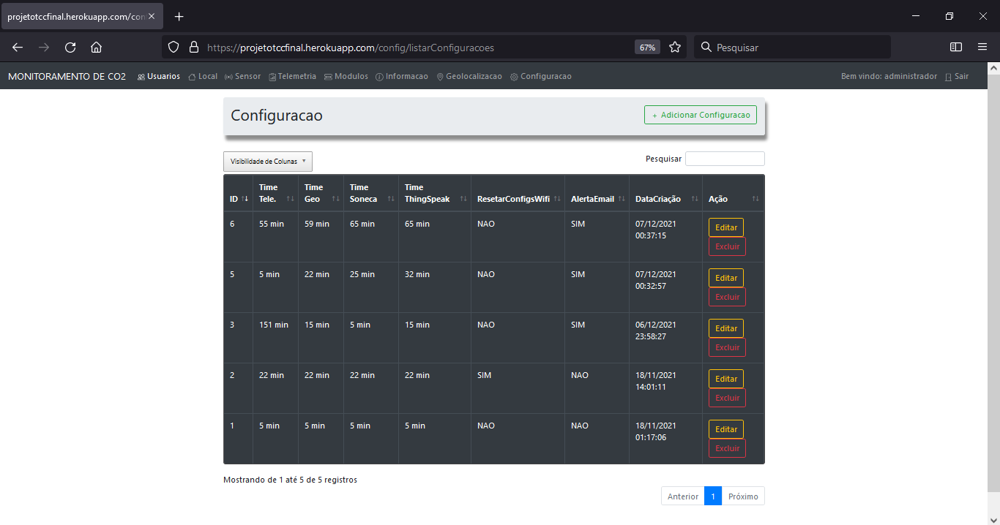 projetotccfinal.herokuapp.com/con
https://projetotccfinal.herokuapp.com/config/listarConfiguracoes 67% Pesquisar
MONITORAMENTO DE CO2 Usuarios Local Sensor Telemetria Modulos Informacao Geolocalizacao Configuracao Bem vindo: administrador Sair
Configuracao + Adicionar Configuracao
Visibilidade de Colunas Pesquisar
ID Time Tele. Time Geo Time Soneca Time ThingSpeak ResetarConfigsWifi AlertaEmail DataCriação Ação
6 55 min 59 min 65 min 65 min NAO SIM 07/12/2021 00:37:15 Editar
Excluir
5 5 min 22 min 25 min 32 min NAO SIM 07/12/2021 00:32:57 Editar
Excluir
3 151 min 15 min 5 min 15 min NAO SIM 06/12/2021 23:58:27 Editar
Excluir
2 22 min 22 min 22 min 22 min SIM NAO 18/11/2021 14:01:11 Editar
Excluir
1 5 min 5 min 5 min 5 min NAO NAO 18/11/2021 01:17:06 Editar
Excluir
Mostrando de 1 até 5 de 5 registros
Anterior 1 Próximo